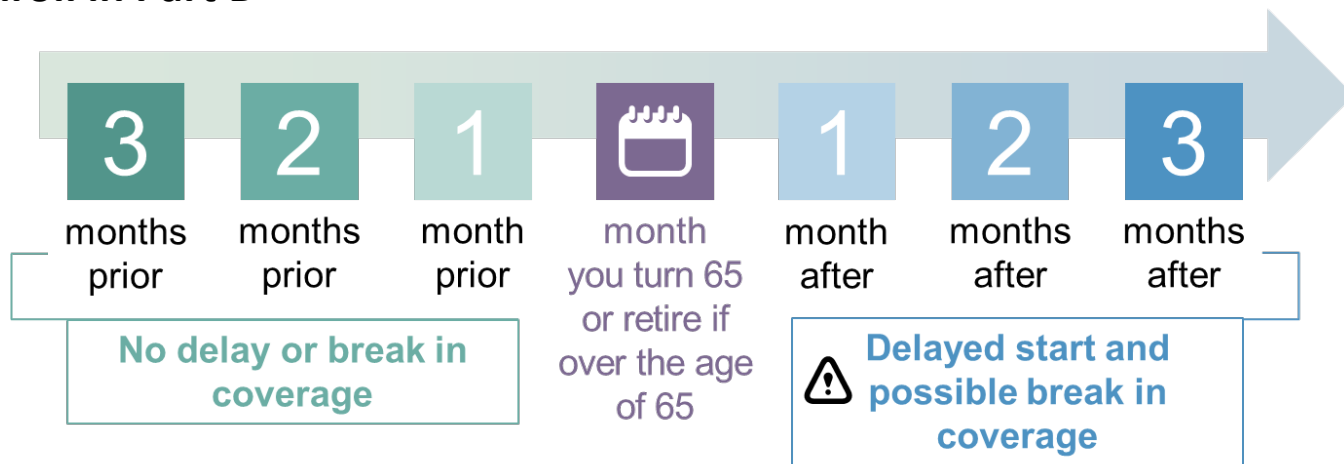 3 2 1 1 2 3
months months month month month months months
prior prior prior you turn 65 after after after
or retire if
over the age
of 65
No delay or break in
coverage
Delayed start and
possible break in
coverage